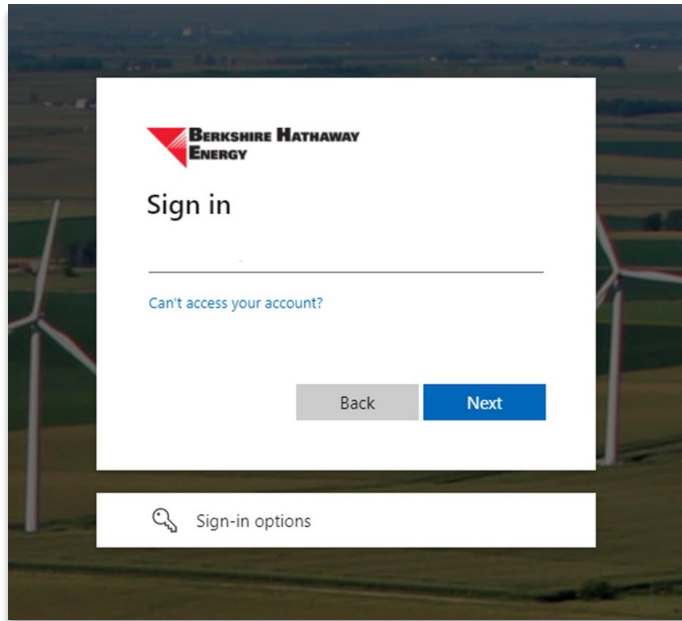 BERKSHIRE HATHAWAY
ENERGY
Sign in
Can't access your account?
Back Next
Sign-in options